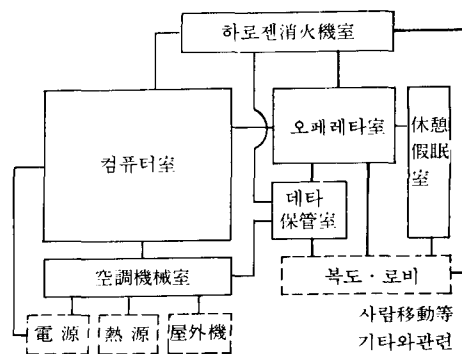 하로젠消火機室
컴퓨터室
오페레타室
休憩
假眠
室
데타
保管室
空調機械室
복도·로비
電源
熱源
屋外機
사람移動等
기타와관련